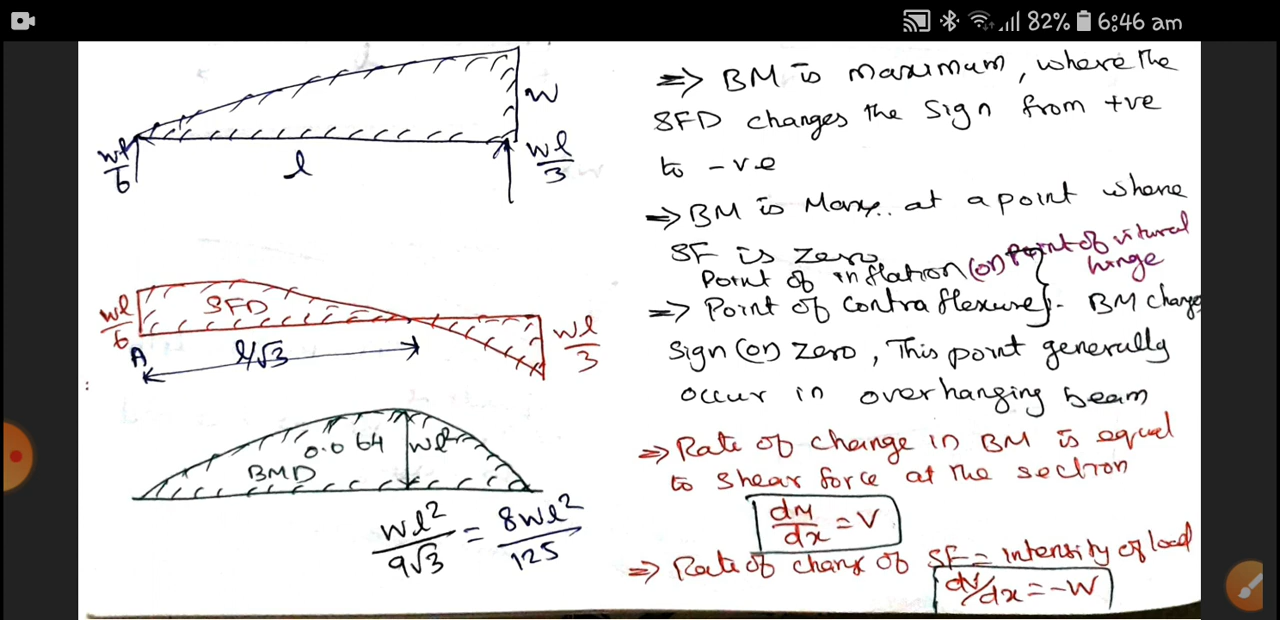 82% 6:46 am
w
wl/6
l
wl/3
wl/6
SFD
wl/3
A
l/√3
0.064 wl²
BMD
wl²/9√3 = 8wl²/125
=> BM is maximum, where the
SFD changes the Sign from +ve
to -ve
=> BM is Max.. at a point where
SF is zero
Point of inflation (or) Point of vitural
hinge
=> Point of Contraflexure}- BM change
Sign (or) zero, This point generally
occur in overhanging beam
=> Rate of change in BM is equal
to shear force at the section
dM/dx = V
=> Rate of change of SF = intensity of load
dv/dx = -W